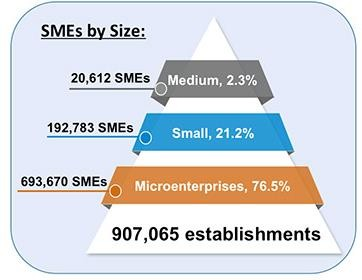 SMEs by Size:
20,612 SMEs
Medium, 2.3%
192,783 SMEs
Small, 21.2%
693,670 SMEs
Microenterprises, 76.5%
907,065 establishments